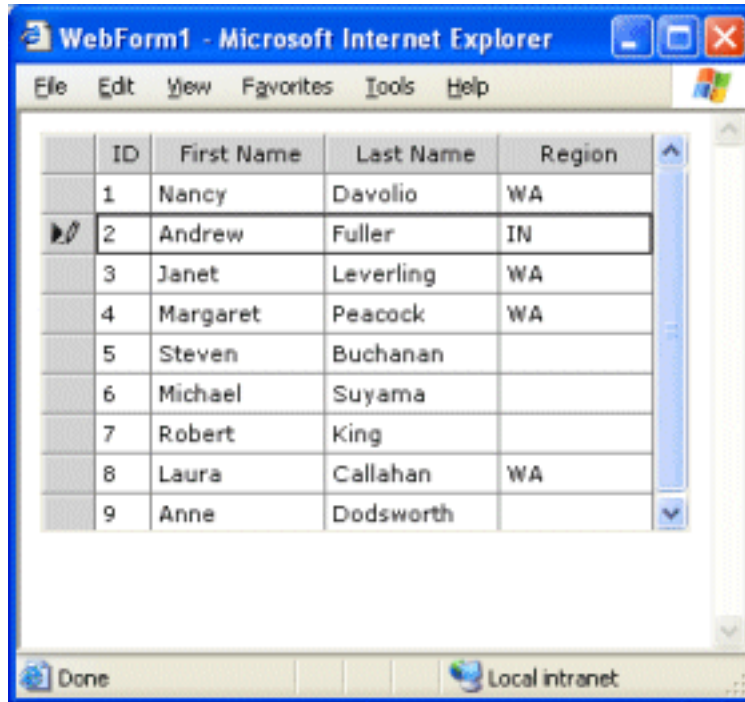 WebForm1 - Microsoft Internet Explorer
File Edit View Favorites Tools Help
ID First Name Last Name Region
1 Nancy Davolio WA
2 Andrew Fuller IN
3 Janet Leverling WA
4 Margaret Peacock WA
5 Steven Buchanan
6 Michael Suyama
7 Robert King
8 Laura Callahan WA
9 Anne Dodsworth
Done Local intranet